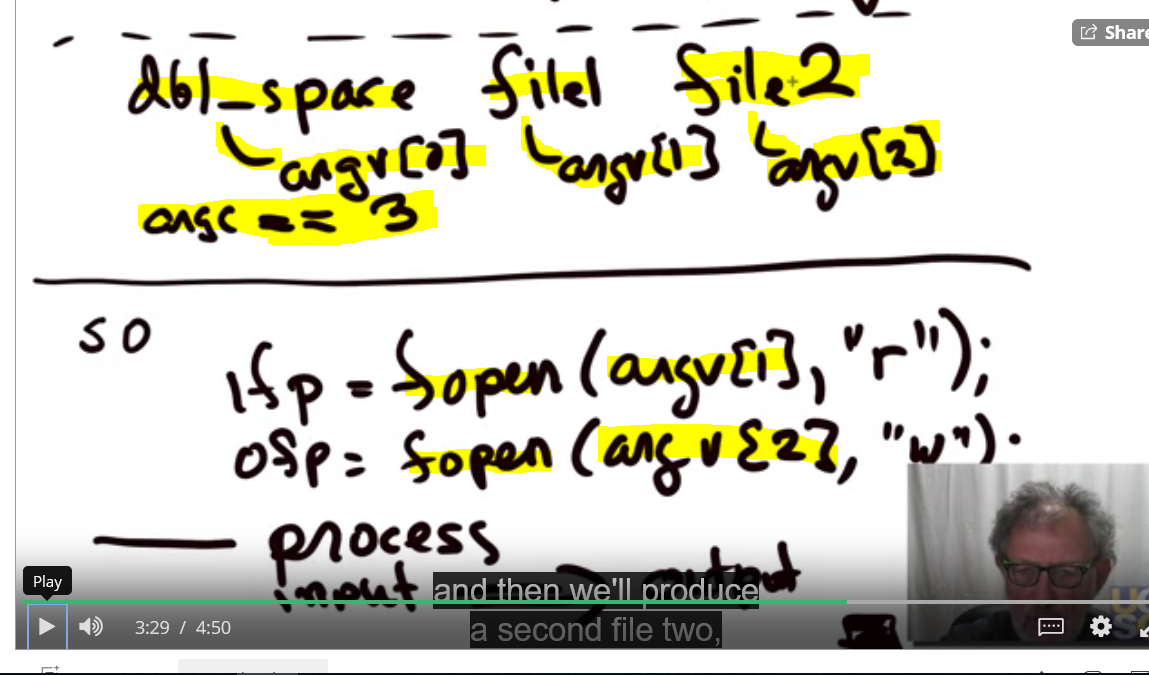 Share
dbl_space file1 file2
argv[0] argv[1] argv[2]
argc == 3
SO
ifp = fopen (argv[1], "r");
ofp = fopen (argv[2], "w").
process
input → output
and then we'll produce
a second file two,
Play
3:29 / 4:50